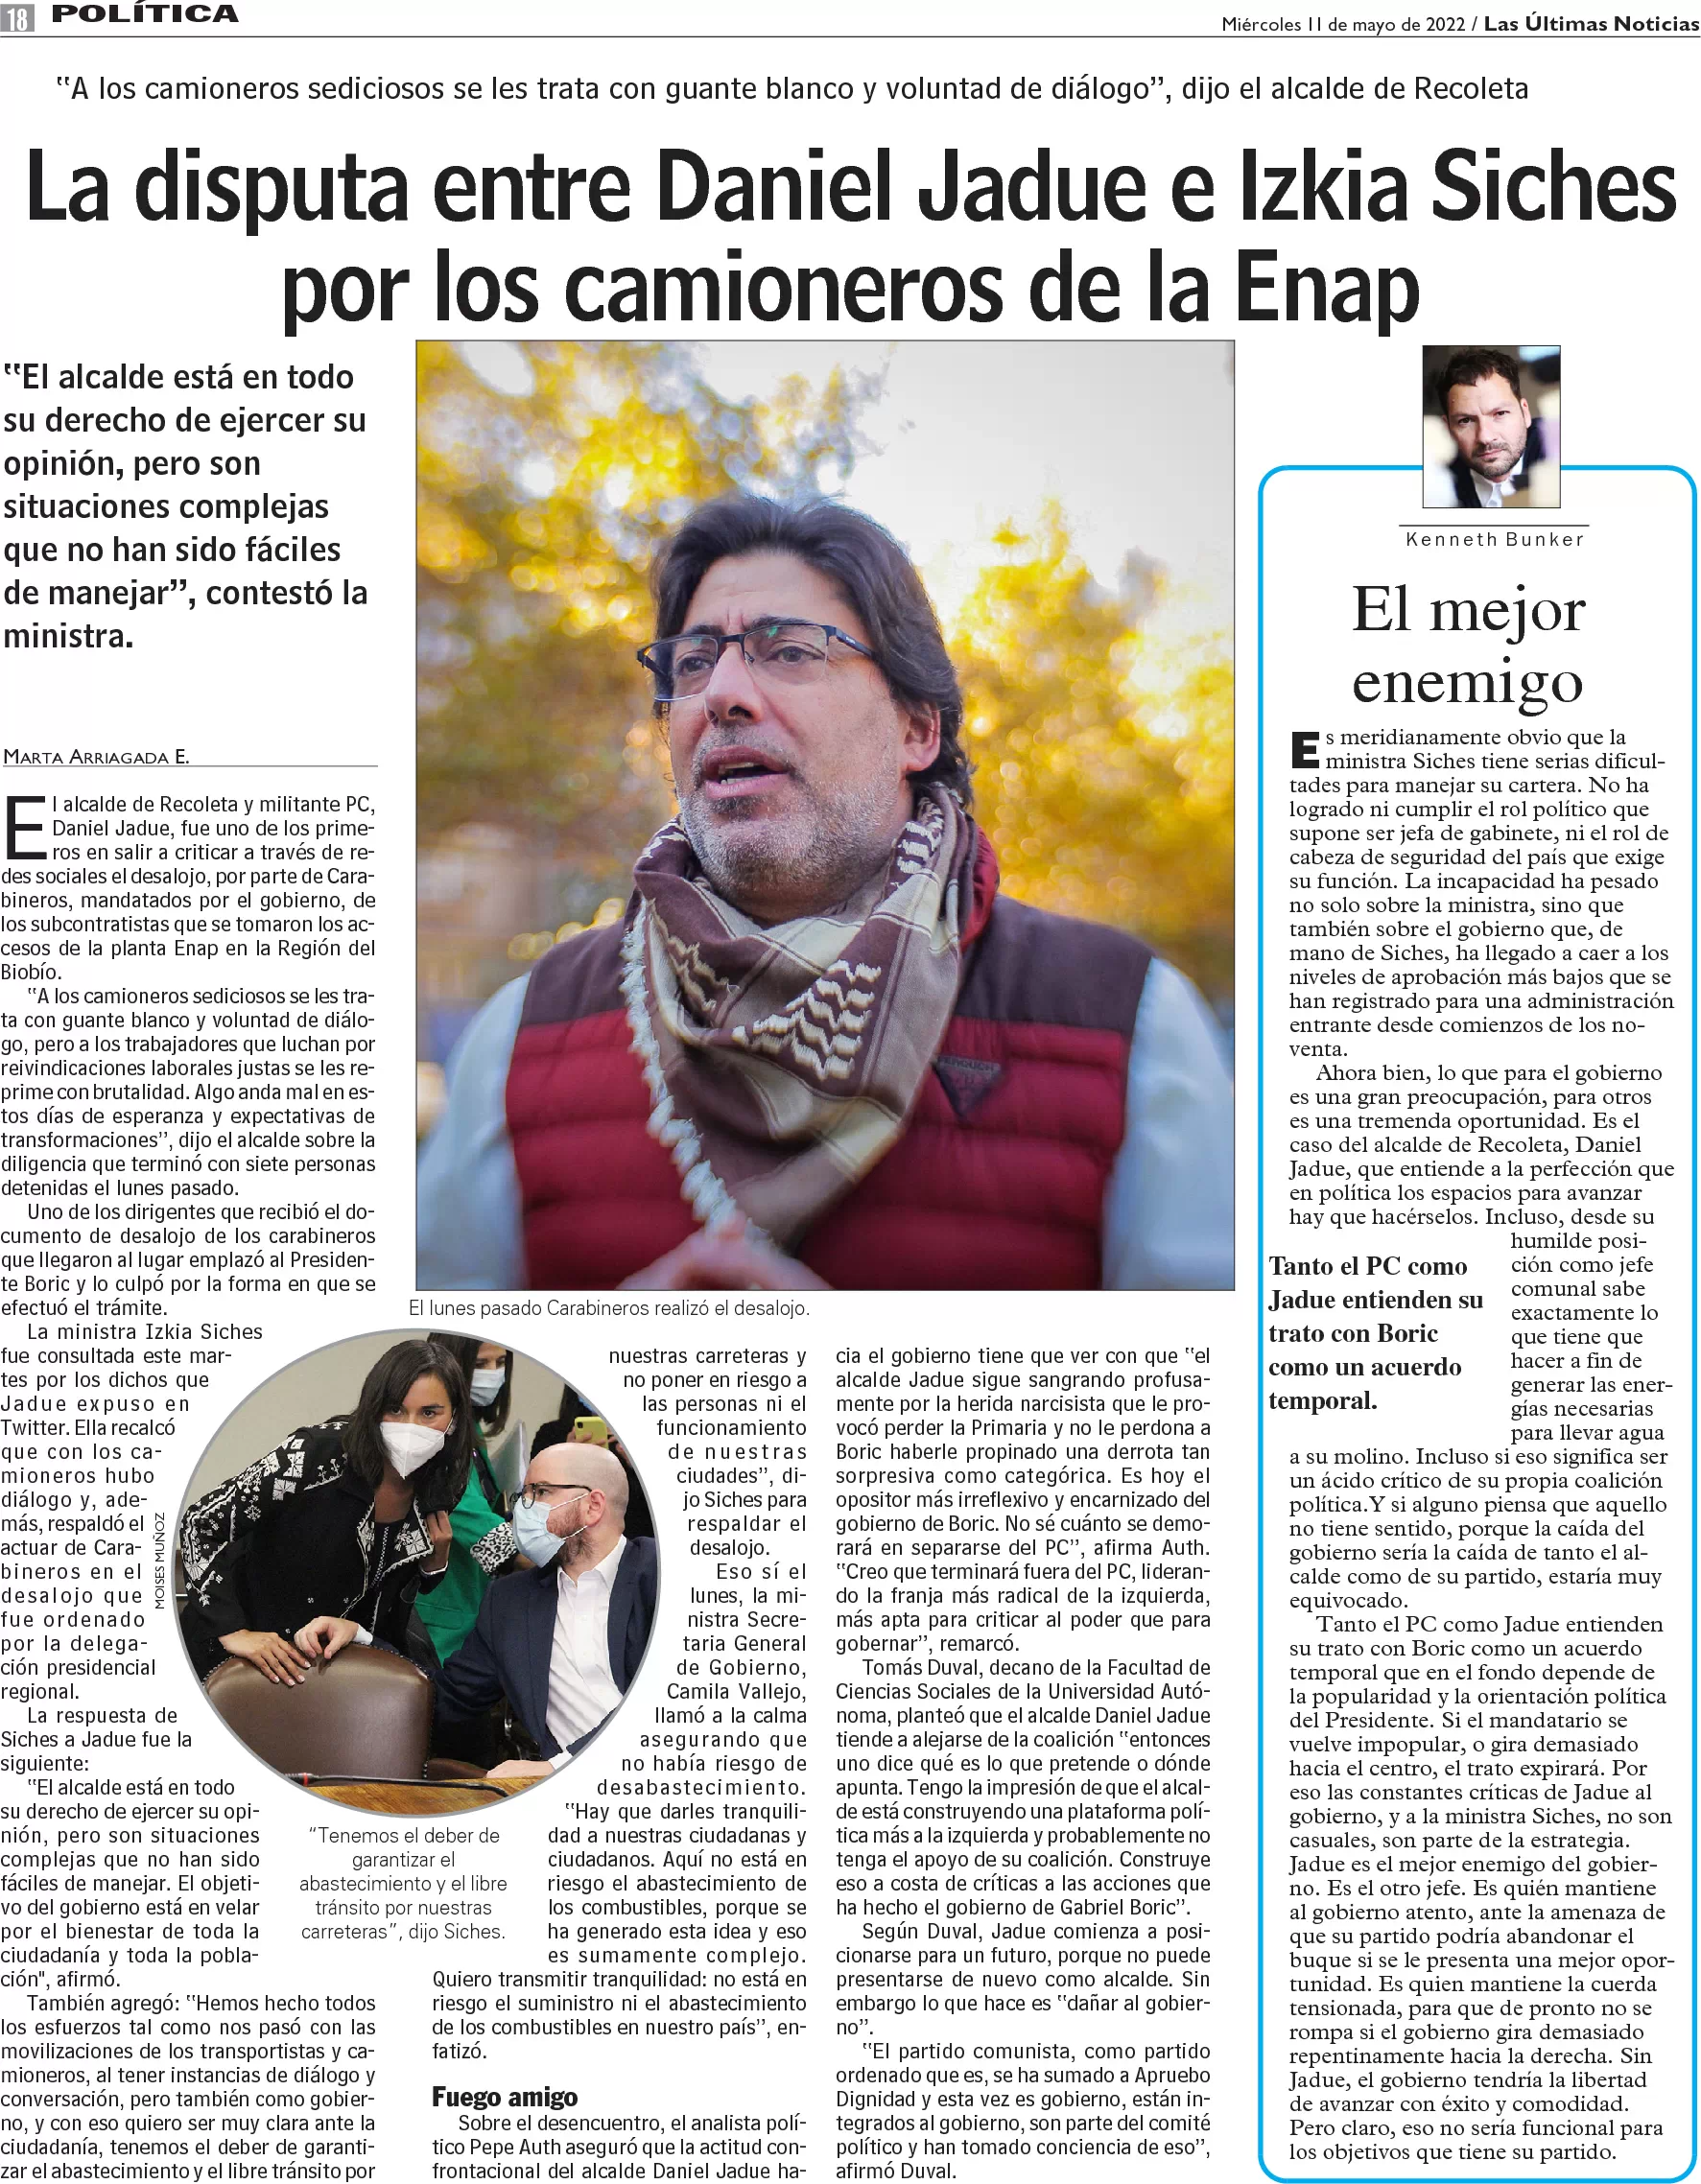 18 POLÍTICA
Miércoles 11 de mayo de 2022 / Las Últimas Noticias
"A los camioneros sediciosos se les trata con guante blanco y voluntad de diálogo", dijo el alcalde de Recoleta
La disputa entre Daniel Jadue e Izkia Siches
por los camioneros de la Enap
"El alcalde está en todo
su derecho de ejercer su
opinión, pero son
situaciones complejas
que no han sido fáciles
de manejar", contestó la
ministra.
MARTA ARRIAGADA E.
El alcalde de Recoleta y militante PC,
Daniel Jadue, fue uno de los prime-
ros en salir a criticar a través de re-
des sociales el desalojo, por parte de Cara-
bineros, mandatados por el gobierno, de
los subcontratistas que se tomaron los ac-
cesos de la planta Enap en la Región del
Biobío.
"A los camioneros sediciosos se les tra-
ta con guante blanco y voluntad de diálo-
go, pero a los trabajadores que luchan por
reivindicaciones laborales justas se les re-
prime con brutalidad. Algo anda mal en es-
tos días de esperanza y expectativas de
transformaciones", dijo el alcalde sobre la
diligencia que terminó con siete personas
detenidas el lunes pasado.
Uno de los dirigentes que recibió el do-
cumento de desalojo de los carabineros
que llegaron al lugar emplazó al Presiden-
te Boric y lo culpó por la forma en que se
efectuó el trámite.
La ministra Izkia Siches
fue consultada este mar-
tes por los dichos que
Jadue expuso en
Twitter. Ella recalcó
que con los ca-
mioneros hubo
diálogo y, ade-
más, respaldó el
actuar de Cara-
bineros en el
desalojo que
fue ordenado
por la delega-
ción presidencial
regional.
La respuesta de
Siches a Jadue fue la
siguiente:
"El alcalde está en todo
su derecho de ejercer su opi-
nión, pero son situaciones
complejas que no han sido
fáciles de manejar. El objeti-
vo del gobierno está en velar
por el bienestar de toda la
ciudadanía y toda la pobla-
ción", afirmó.
También agregó: "Hemos hecho todos
los esfuerzos tal como nos pasó con las
movilizaciones de los transportistas y ca-
mioneros, al tener instancias de diálogo y
conversación, pero también como gobier-
no, y con eso quiero ser muy clara ante la
ciudadanía, tenemos el deber de garanti-
zar el abastecimiento y el libre tránsito por
El lunes pasado Carabineros realizó el desalojo.
MOISES MUÑOZ
"Tenemos el deber de
garantizar el
abastecimiento y el libre
tránsito por nuestras
carreteras", dijo Siches.
nuestras carreteras y
no poner en riesgo a
las personas ni el
funcionamiento
de nuestras
ciudades", di-
jo Siches para
respaldar el
desalojo.
Eso sí el
lunes, la mi-
nistra Secre-
taria General
de Gobierno,
Camila Vallejo,
llamó a la calma
asegurando que
no había riesgo de
desabastecimiento.
"Hay que darles tranquili-
dad a nuestras ciudadanas y
ciudadanos. Aquí no está en
riesgo el abastecimiento de
los combustibles, porque se
ha generado esta idea y eso
es sumamente complejo.
Quiero transmitir tranquilidad: no está en
riesgo el suministro ni el abastecimiento
de los combustibles en nuestro país", en-
fatizó.
Fuego amigo
Sobre el desencuentro, el analista polí-
tico Pepe Auth aseguró que la actitud con-
frontacional del alcalde Daniel Jadue ha-
cia el gobierno tiene que ver con que "el
alcalde Jadue sigue sangrando profusa-
mente por la herida narcisista que le pro-
vocó perder la Primaria y no le perdona a
Boric haberle propinado una derrota tan
sorpresiva como categórica. Es hoy el
opositor más irreflexivo y encarnizado del
gobierno de Boric. No sé cuánto se demo-
rará en separarse del PC", afirma Auth.
"Creo que terminará fuera del PC, lideran-
do la franja más radical de la izquierda,
más apta para criticar al poder que para
gobernar", remarcó.
Tomás Duval, decano de la Facultad de
Ciencias Sociales de la Universidad Autó-
noma, planteó que el alcalde Daniel Jadue
tiende a alejarse de la coalición "entonces
uno dice qué es lo que pretende o dónde
apunta. Tengo la impresión de que el alcal-
de está construyendo una plataforma polí-
tica más a la izquierda y probablemente no
tenga el apoyo de su coalición. Construye
eso a costa de críticas a las acciones que
ha hecho el gobierno de Gabriel Boric".
Según Duval, Jadue comienza a posi-
cionarse para un futuro, porque no puede
presentarse de nuevo como alcalde. Sin
embargo lo que hace es "dañar al gobier-
no".
"El partido comunista, como partido
ordenado que es, se ha sumado a Apruebo
Dignidad y esta vez es gobierno, están in-
tegrados al gobierno, son parte del comité
político y han tomado conciencia de eso",
afirmó Duval.
Kenneth Bunker
El mejor
enemigo
Es meridianamente obvio que la
ministra Siches tiene serias dificul-
tades para manejar su cartera. No ha
logrado ni cumplir el rol político que
supone ser jefa de gabinete, ni el rol de
cabeza de seguridad del país que exige
su función. La incapacidad ha pesado
no solo sobre la ministra, sino que
también sobre el gobierno que, de
mano de Siches, ha llegado a caer a los
niveles de aprobación más bajos que se
han registrado para una administración
entrante desde comienzos de los no-
venta.
Ahora bien, lo que para el gobierno
es una gran preocupación, para otros
es una tremenda oportunidad. Es el
caso del alcalde de Recoleta, Daniel
Jadue, que entiende a la perfección que
en política los espacios para avanzar
hay que hacérselos. Incluso, desde su
humilde posi-
ción como jefe
comunal sabe
exactamente lo
que tiene que
hacer a fin de
generar las ener-
gías necesarias
para llevar agua
a su molino. Incluso si eso significa ser
un ácido crítico de su propia coalición
política.Y si alguno piensa que aquello
no tiene sentido, porque la caída del
gobierno sería la caída de tanto el al-
calde como de su partido, estaría muy
equivocado.
Tanto el PC como Jadue entienden
su trato con Boric como un acuerdo
temporal que en el fondo depende de
la popularidad y la orientación política
del Presidente. Si el mandatario se
vuelve impopular, o gira demasiado
hacia el centro, el trato expirará. Por
eso las constantes críticas de Jadue al
gobierno, y a la ministra Siches, no son
casuales, son parte de la estrategia.
Jadue es el mejor enemigo del gobier-
no. Es el otro jefe. Es quién mantiene
al gobierno atento, ante la amenaza de
que su partido podría abandonar el
buque si se le presenta una mejor opor-
tunidad. Es quien mantiene la cuerda
tensionada, para que de pronto no se
rompa si el gobierno gira demasiado
repentinamente hacia la derecha. Sin
Jadue, el gobierno tendría la libertad
de avanzar con éxito y comodidad.
Pero claro, eso no sería funcional para
los objetivos que tiene su partido.
Tanto el PC como
Jadue entienden su
trato con Boric
como un acuerdo
temporal.